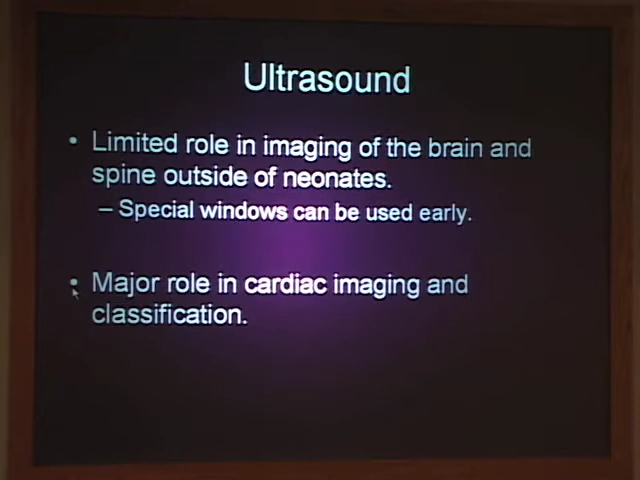 Ultrasound
• Limited role in imaging of the brain and
spine outside of neonates.
– Special windows can be used early.
• Major role in cardiac imaging and
classification.